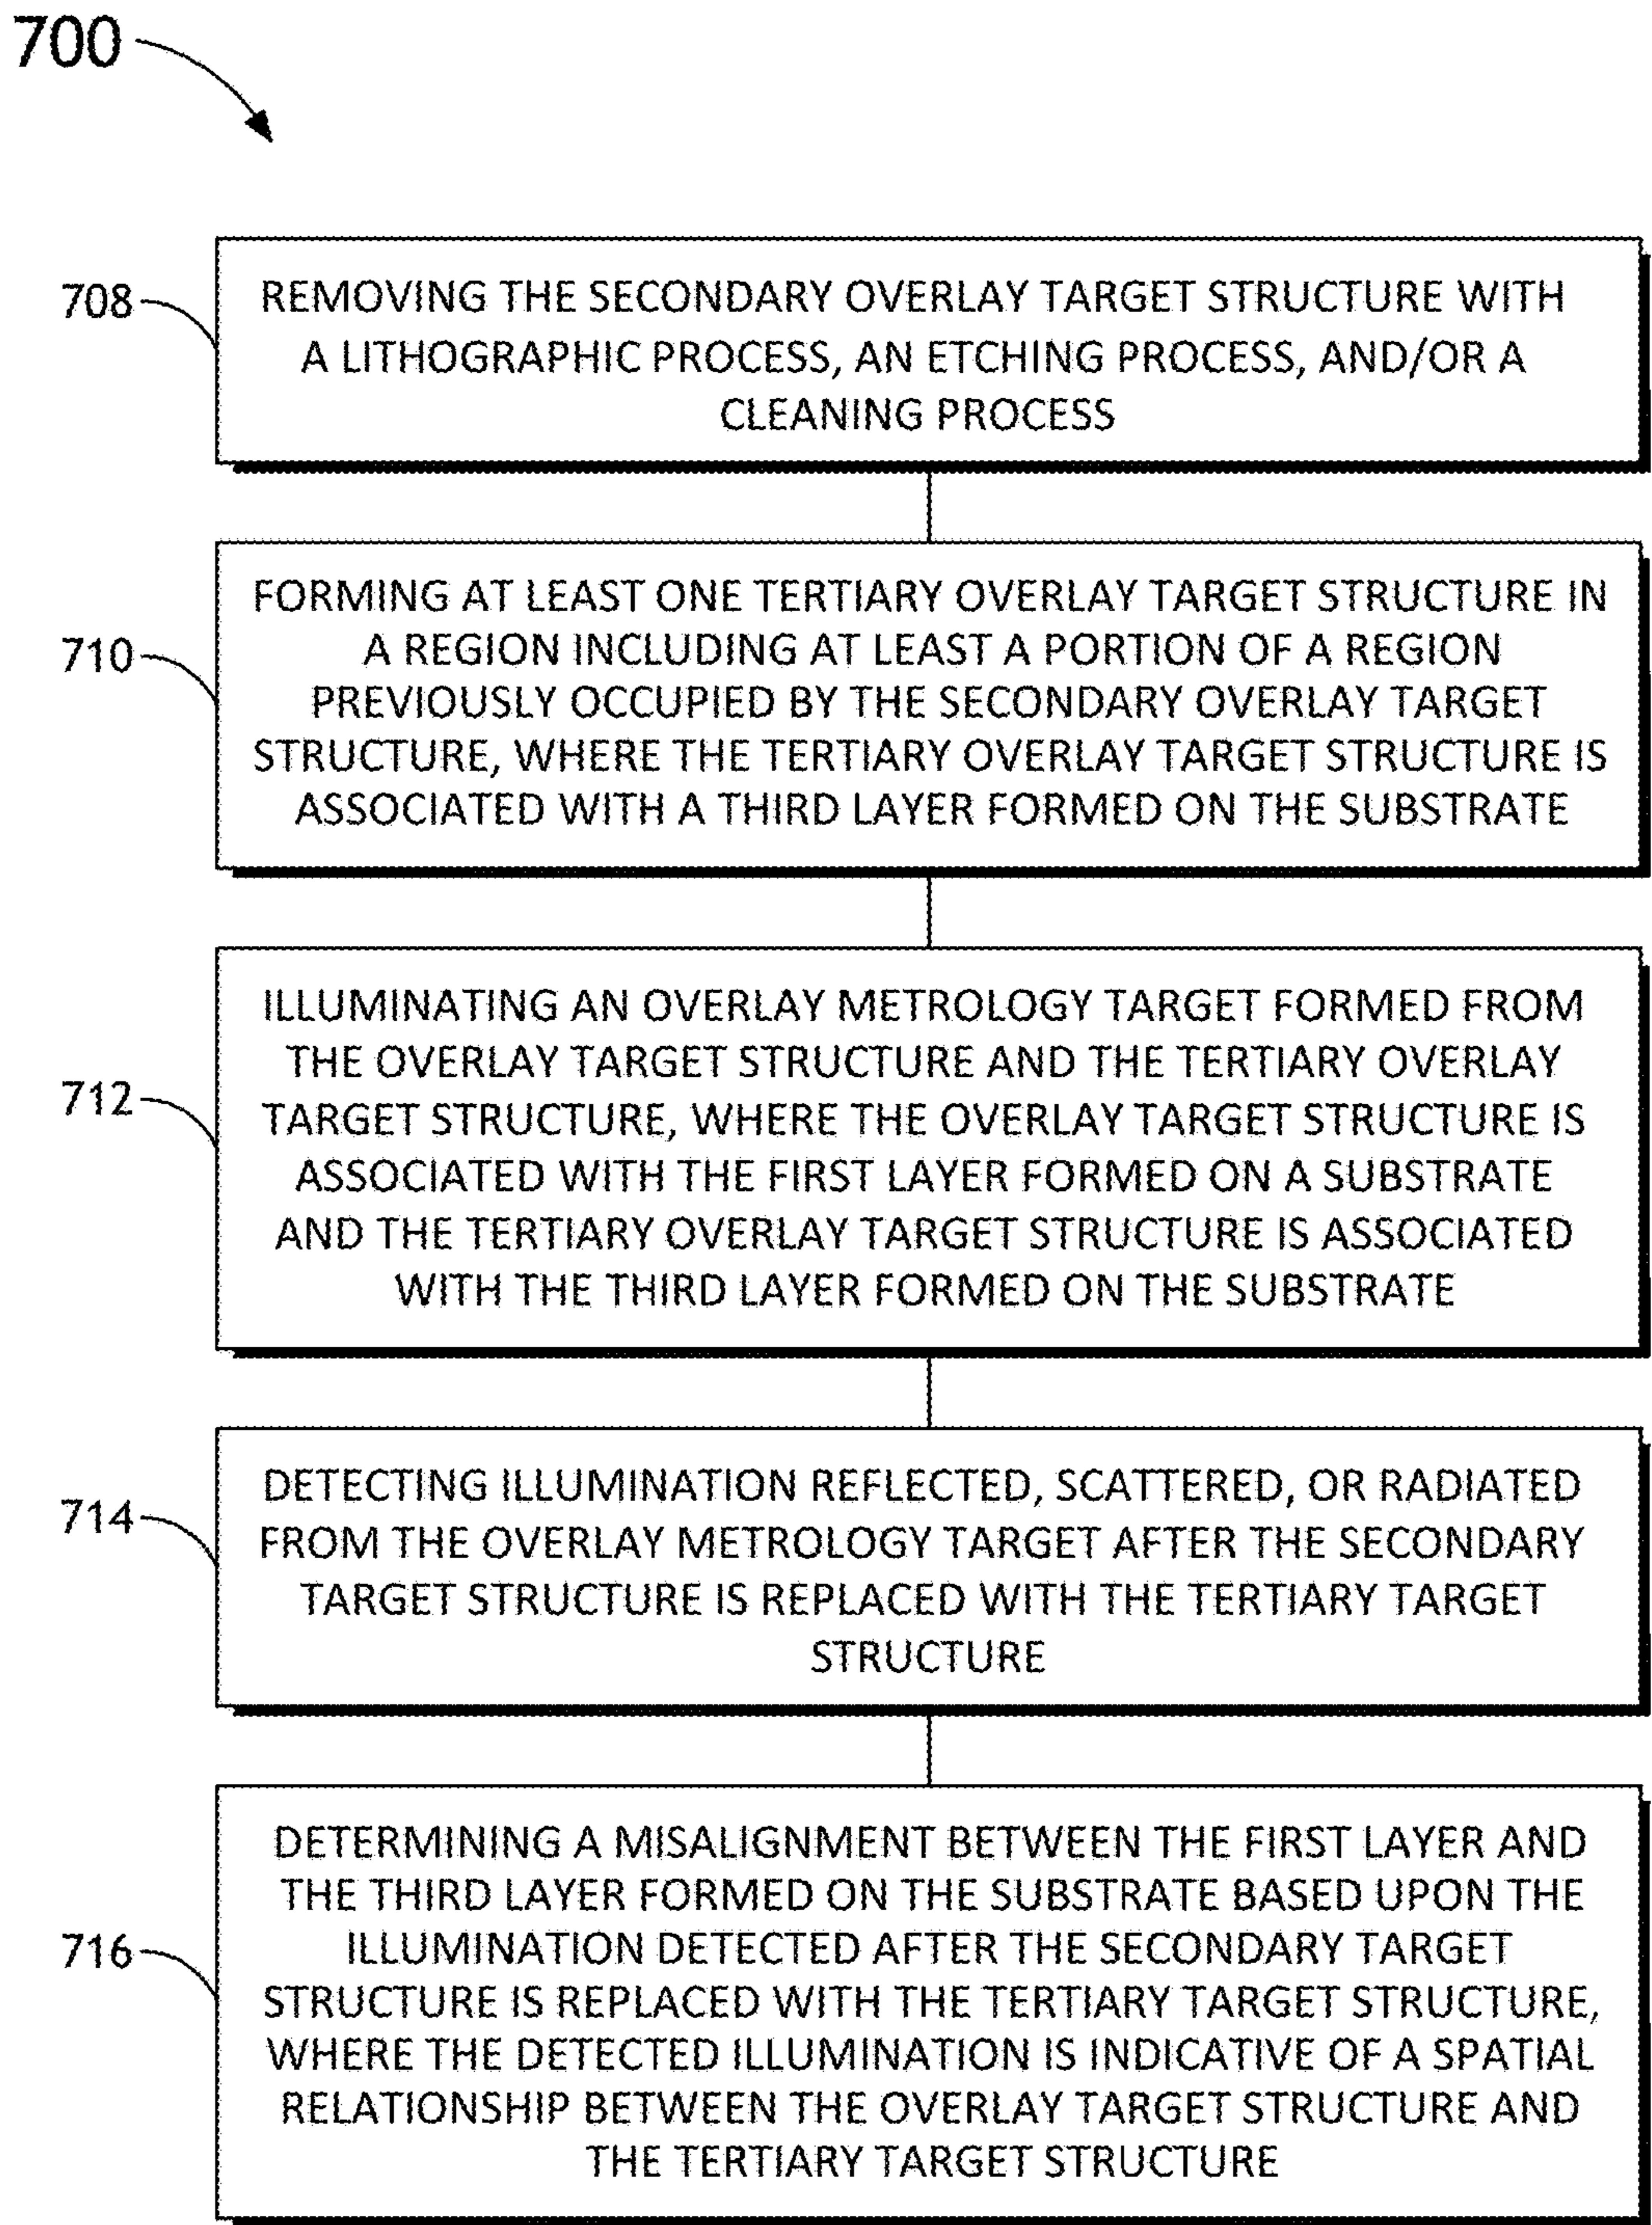 700
708
REMOVING THE SECONDARY OVERLAY TARGET STRUCTURE WITH
A LITHOGRAPHIC PROCESS, AN ETCHING PROCESS, AND/OR A
CLEANING PROCESS
710
FORMING AT LEAST ONE TERTIARY OVERLAY TARGET STRUCTURE IN
A REGION INCLUDING AT LEAST A PORTION OF A REGION
PREVIOUSLY OCCUPIED BY THE SECONDARY OVERLAY TARGET
STRUCTURE, WHERE THE TERTIARY OVERLAY TARGET STRUCTURE IS
ASSOCIATED WITH A THIRD LAYER FORMED ON THE SUBSTRATE
712
ILLUMINATING AN OVERLAY METROLOGY TARGET FORMED FROM
THE OVERLAY TARGET STRUCTURE AND THE TERTIARY OVERLAY
TARGET STRUCTURE, WHERE THE OVERLAY TARGET STRUCTURE IS
ASSOCIATED WITH THE FIRST LAYER FORMED ON A SUBSTRATE
AND THE TERTIARY OVERLAY TARGET STRUCTURE IS ASSOCIATED
WITH THE THIRD LAYER FORMED ON THE SUBSTRATE
714
DETECTING ILLUMINATION REFLECTED, SCATTERED, OR RADIATED
FROM THE OVERLAY METROLOGY TARGET AFTER THE SECONDARY
TARGET STRUCTURE IS REPLACED WITH THE TERTIARY TARGET
STRUCTURE
716
DETERMINING A MISALIGNMENT BETWEEN THE FIRST LAYER AND
THE THIRD LAYER FORMED ON THE SUBSTRATE BASED UPON THE
ILLUMINATION DETECTED AFTER THE SECONDARY TARGET
STRUCTURE IS REPLACED WITH THE TERTIARY TARGET STRUCTURE,
WHERE THE DETECTED ILLUMINATION IS INDICATIVE OF A SPATIAL
RELATIONSHIP BETWEEN THE OVERLAY TARGET STRUCTURE AND
THE TERTIARY TARGET STRUCTURE